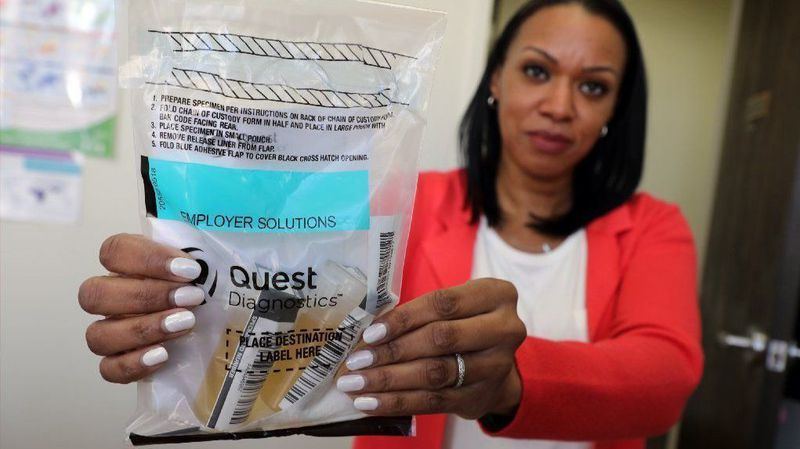 1. PREPARE SPECIMEN PER INSTRUCTIONS ON BACK OF CHAIN OF CUSTODY FORM.
2. FOLD CHAIN OF CUSTODY FORM IN HALF AND PLACE IN LARGE POUCH WITH
BAR CODE FACING REAR.
3. PLACE SPECIMEN IN SMALL POUCH.
4. REMOVE RELEASE LINER FROM FLAP.
5. FOLD BLUE ADHESIVE FLAP TO COVER BLACK CROSS HATCH OPENING.
EMPLOYER SOLUTIONS
Quest
Diagnostics™
PLACE DESTINATION
LABEL HERE